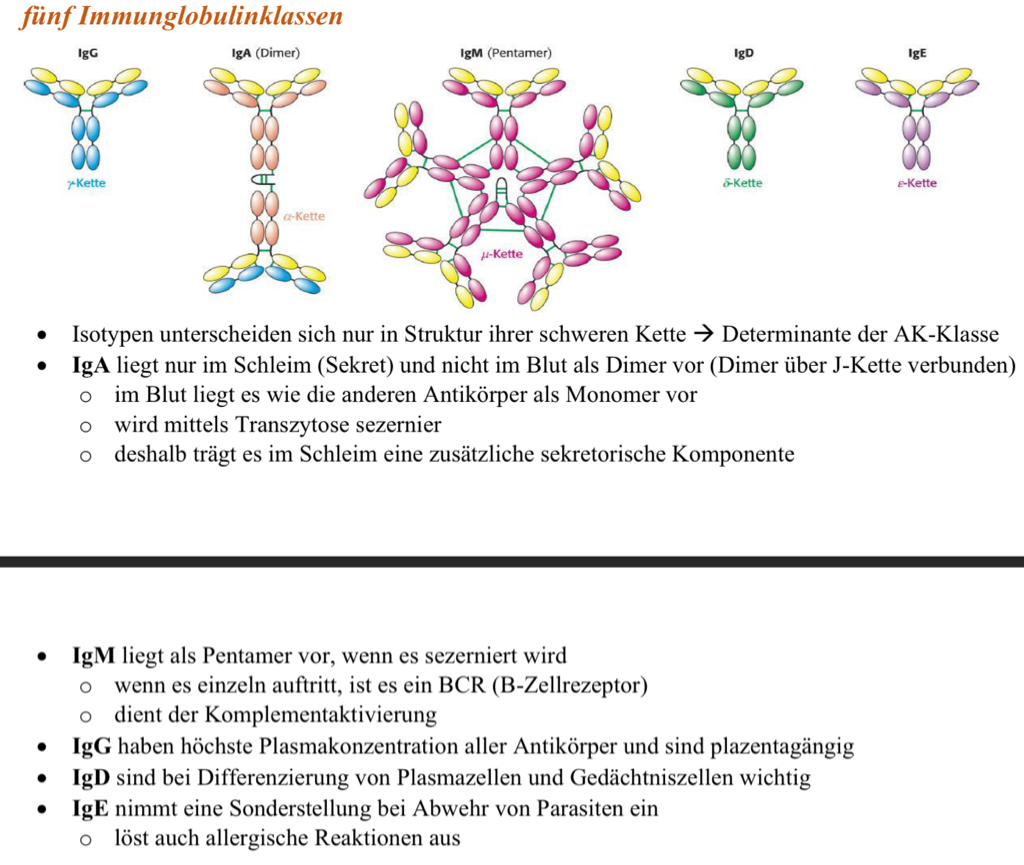 fünf Immunglobulinklassen
IgG
IgA (Dimer)
IgM (Pentamer)
IgD
IgE
γ-Kette
α-Kette
μ-Kette
δ-Kette
ε-Kette
• Isotypen unterscheiden sich nur in Struktur ihrer schweren Kette → Determinante der AK-Klasse
• IgA liegt nur im Schleim (Sekret) und nicht im Blut als Dimer vor (Dimer über J-Kette verbunden)
o im Blut liegt es wie die anderen Antikörper als Monomer vor
o wird mittels Transzytose sezernier
o deshalb trägt es im Schleim eine zusätzliche sekretorische Komponente
• IgM liegt als Pentamer vor, wenn es sezerniert wird
o wenn es einzeln auftritt, ist es ein BCR (B-Zellrezeptor)
o dient der Komplementaktivierung
• IgG haben höchste Plasmakonzentration aller Antikörper und sind plazentagängig
• IgD sind bei Differenzierung von Plasmazellen und Gedächtniszellen wichtig
• IgE nimmt eine Sonderstellung bei Abwehr von Parasiten ein
o löst auch allergische Reaktionen aus